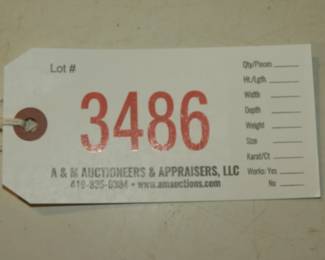 Lot #
3486
A & M AUCTIONEERS & APPRAISERS, LLC
419-835-0384 • www.amauctions.com
Qty/Pieces
Ht./Lgth.
Width
Depth
Weight
Size
Karat/Ct
Works: Yes
No